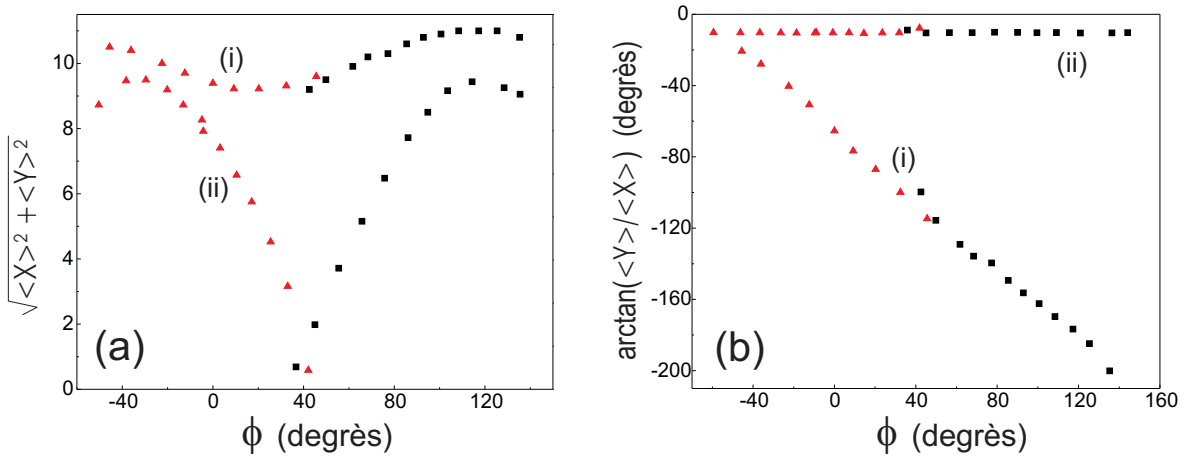 √<X>² + <Y>²
10
8
6
4
2
0
(i)
(ii)
(a)
-40 0 40 80 120
ϕ (degrès)
arctan(<Y>/<X>) (degrès)
0
-40
-80
-120
-160
-200
(ii)
(i)
(b)
-40 0 40 80 120 160
ϕ (degrès)